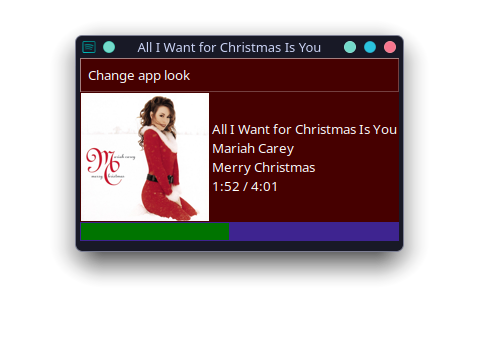 All I Want for Christmas Is You
Change app look
mariah carey
merry christmas
All I Want for Christmas Is You
Mariah Carey
Merry Christmas
1:52 / 4:01